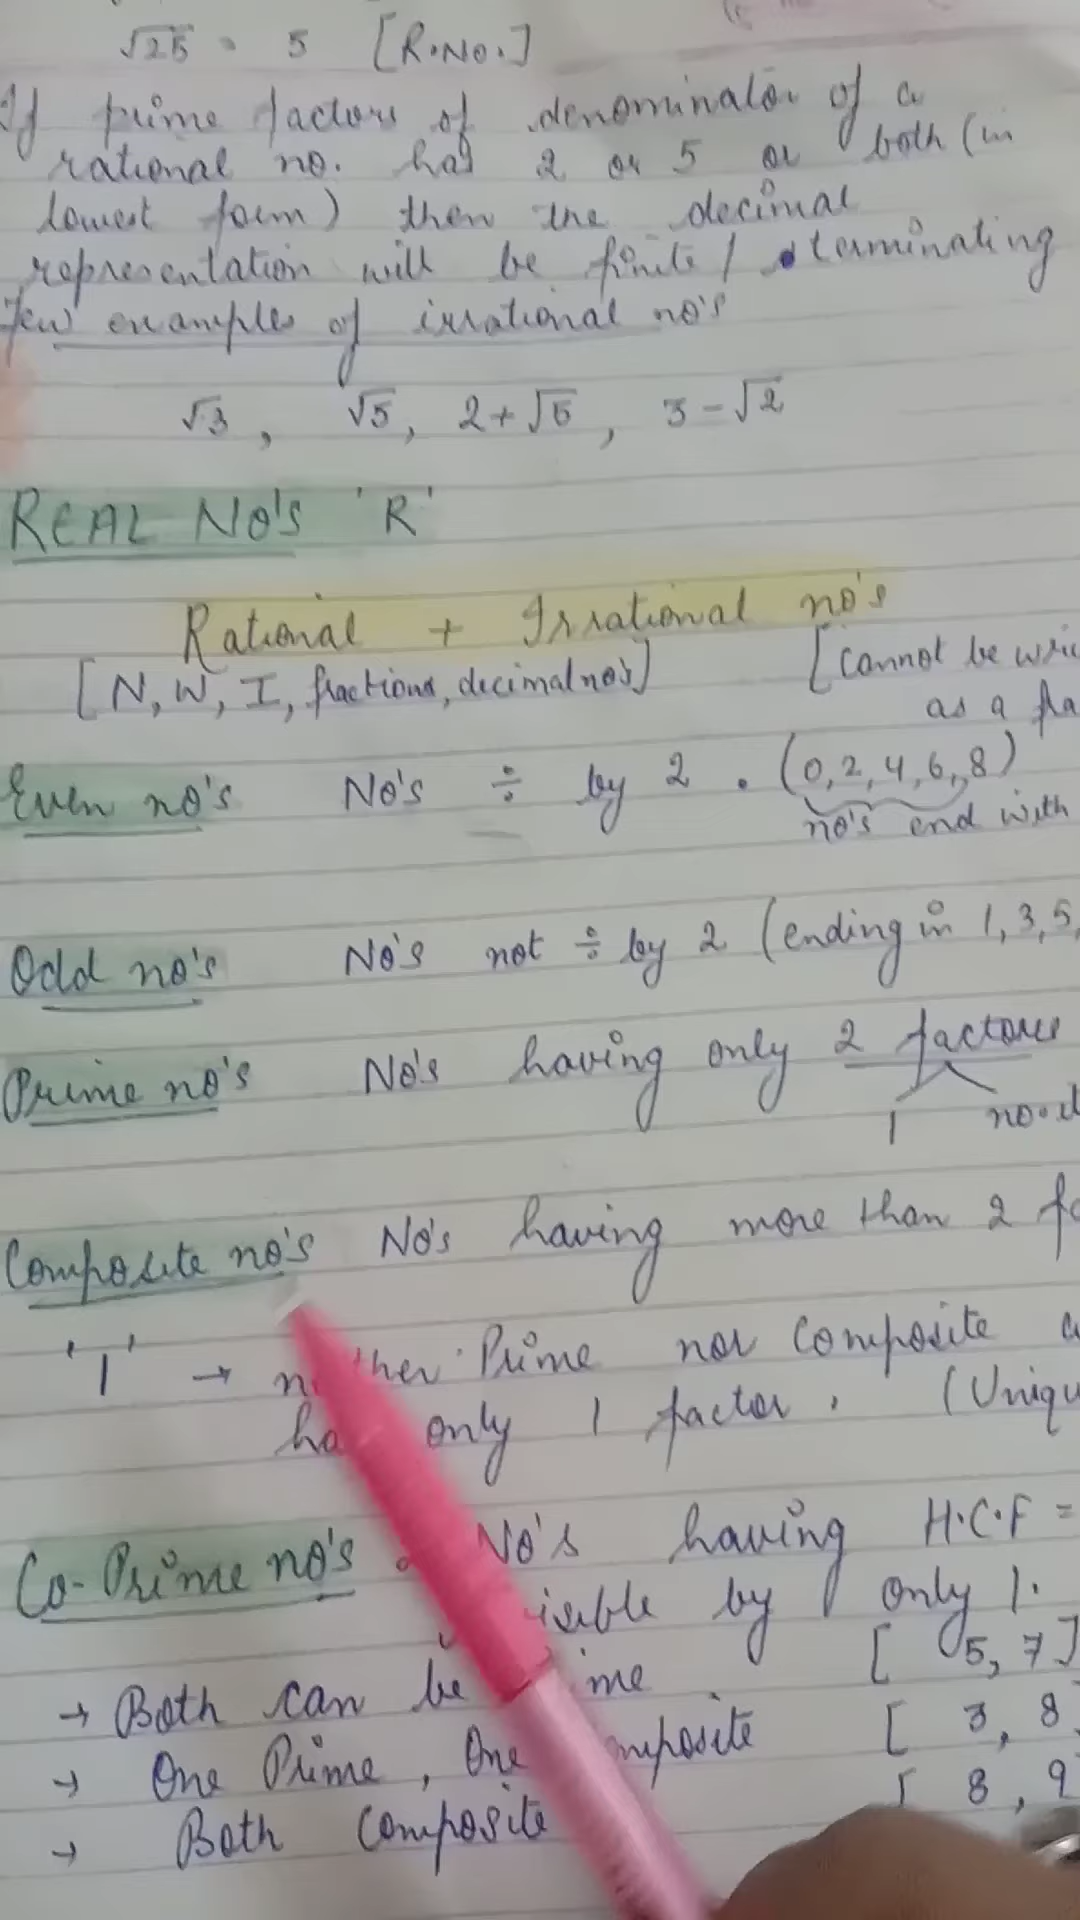 √25 = 5 [R.No.]
If prime factors of denominator of a
rational no. has 2 or 5 or both (in
lowest form) then the decimal
representation will be finite / terminating
Few examples of irrational no's
√3, √5, 2+√5, 3-√2
REAL NO'S 'R'
Rational + Irrational no's
[N, W, I, fractions, decimal no's] [Cannot be
as a
Even no's No's ÷ by 2. (0,2,4,6,8)
no's end with
Odd no's No's not ÷ by 2 (ending in 1,3,5,
Prime no's No's having only 2 factors
1 no.
Composite no's No's having more than 2
'1' → Prime nor Composite
only 1 factor.
Co-Prime no's No's having H.C.F =
by only 1.
→ Both can be [5,7]
→ One Prime, One [3, 8
→ Both Composite [8, 9